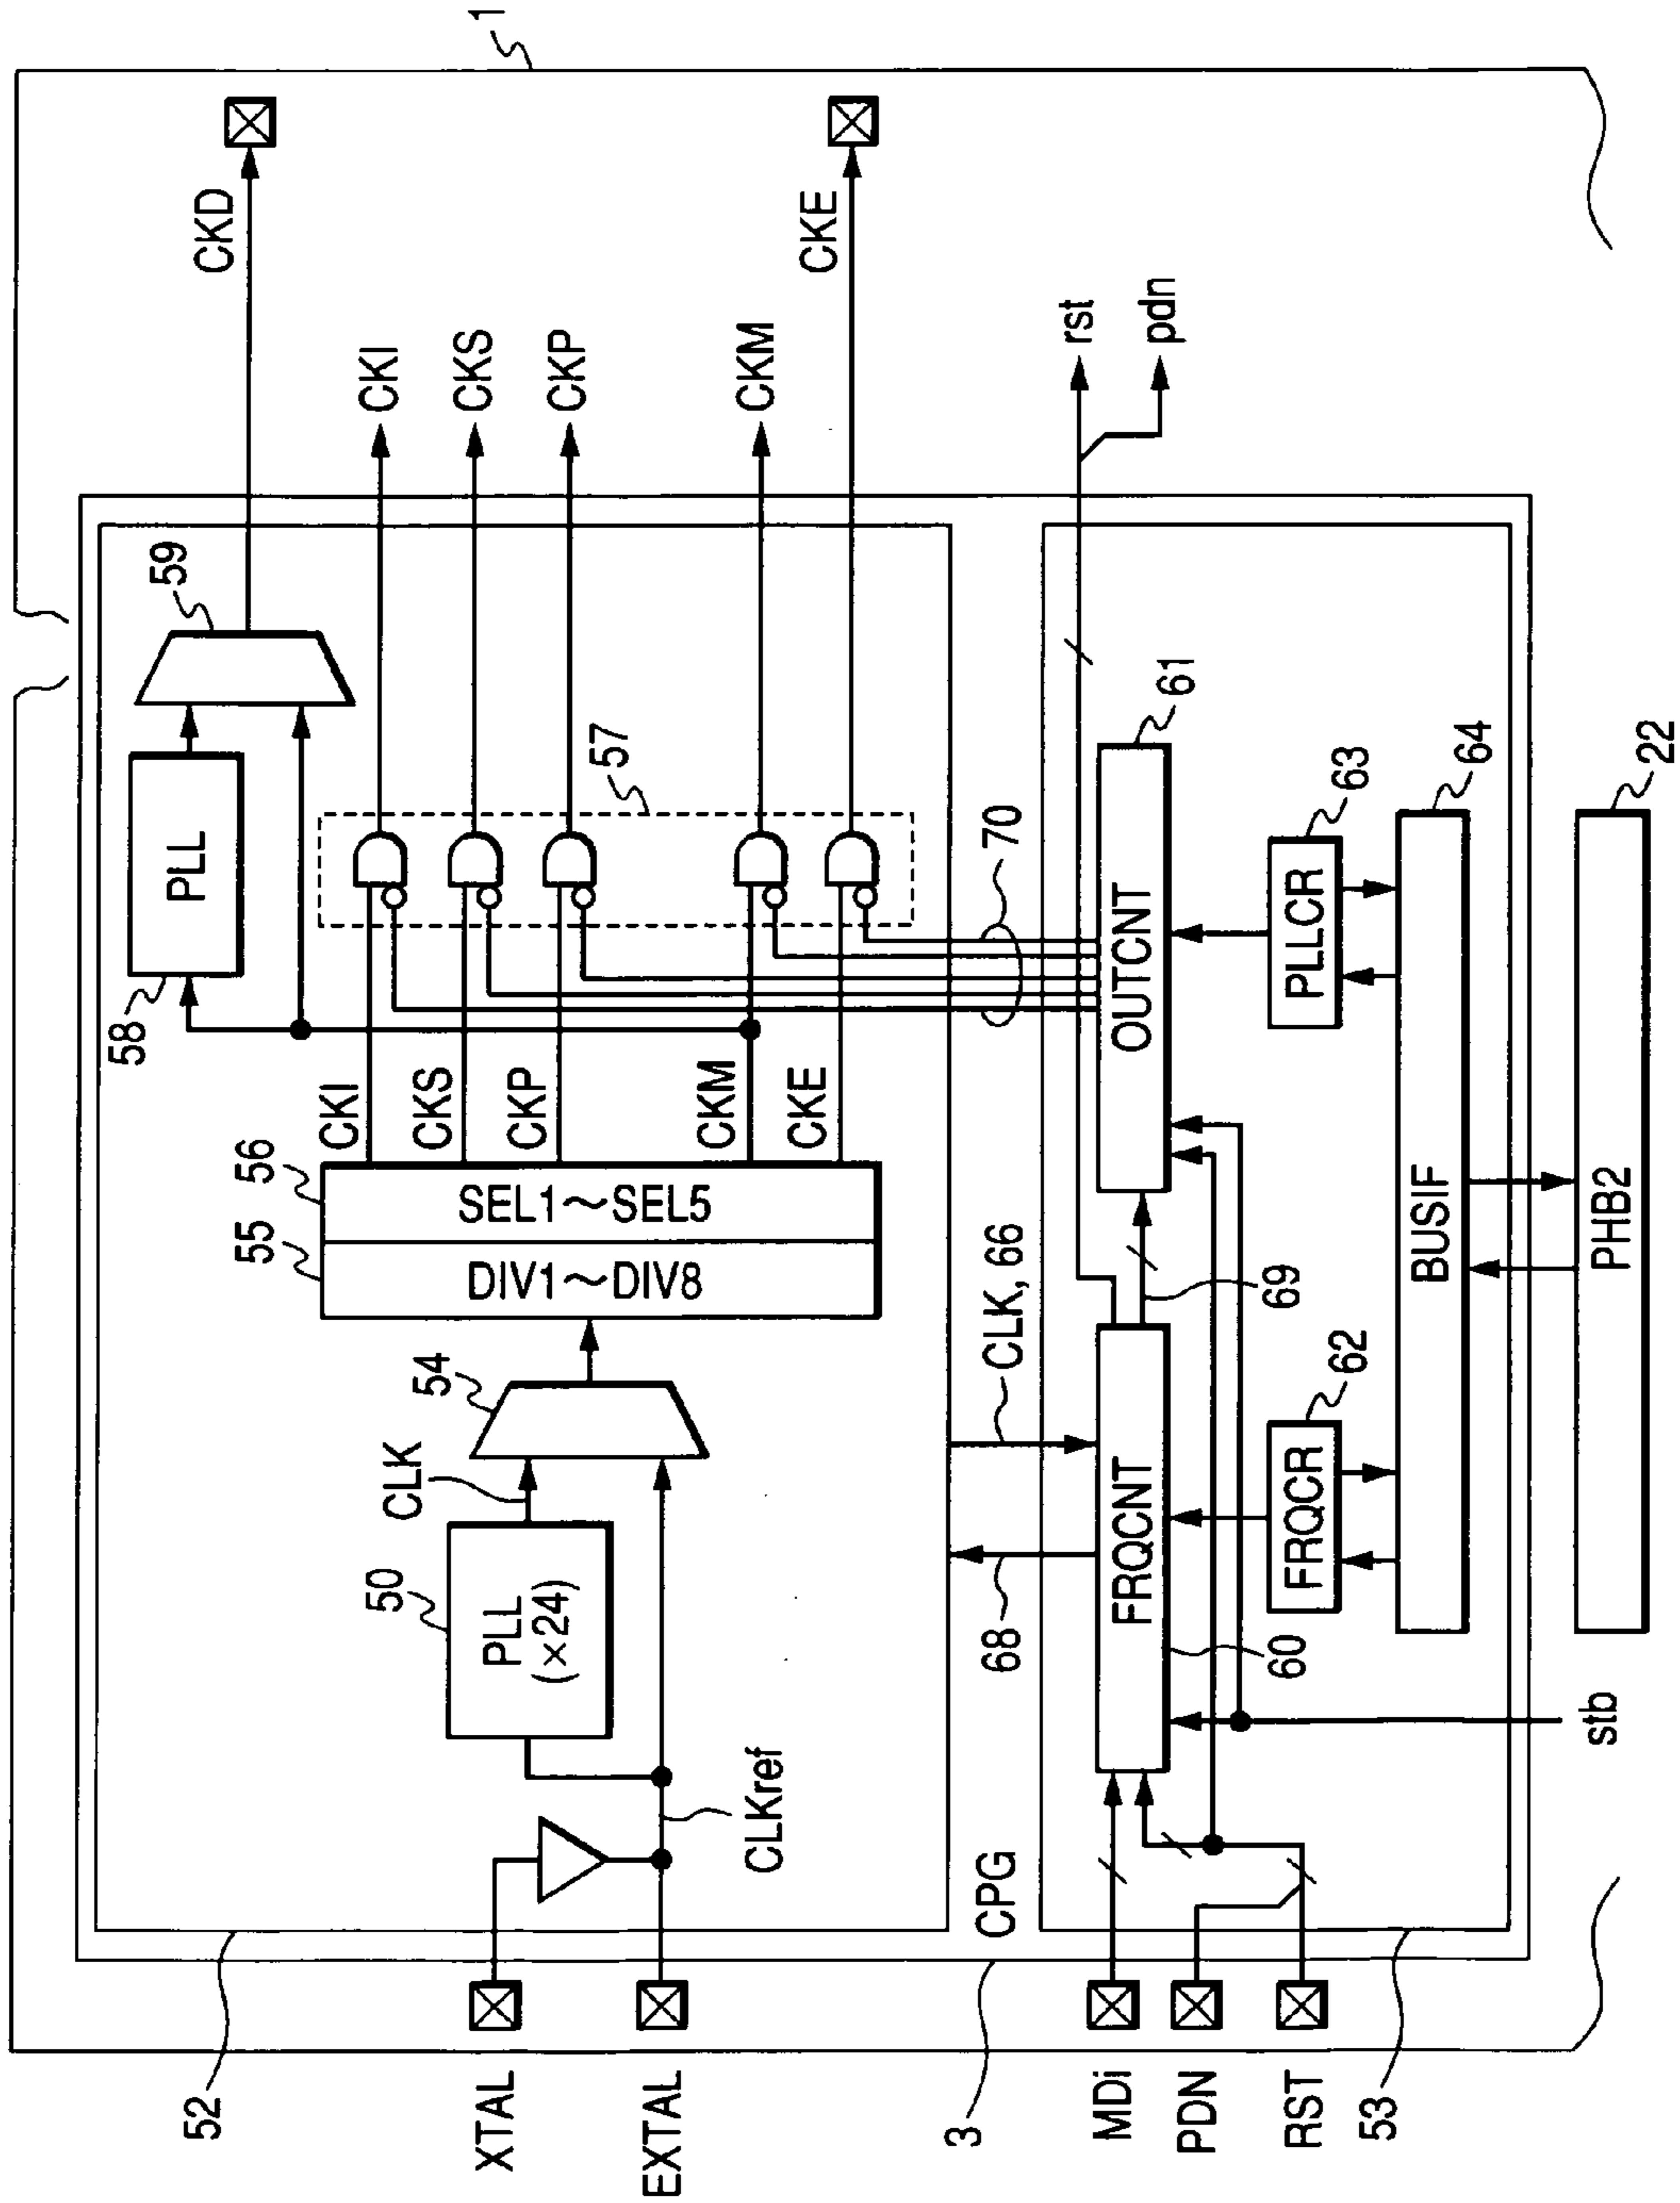 1
CKD
CKE
CKI
CKS
CKP
CKM
rst
pdn
59
PLL
58
57
CKI
CKS
CKP
CKM
CKE
56
SEL1～SEL5
55
DIV1～DIV8
54
CLK
50
PLL
(×24)
CLKref
52
XTAL
EXTAL
CPG
3
70
61
OUTCNT
63
PLLCR
64
BUSIF
22
PHB2
CLK, 66
69
68
FRQCNT
60
62
FRQCR
stb
MDi
PDN
RST
53